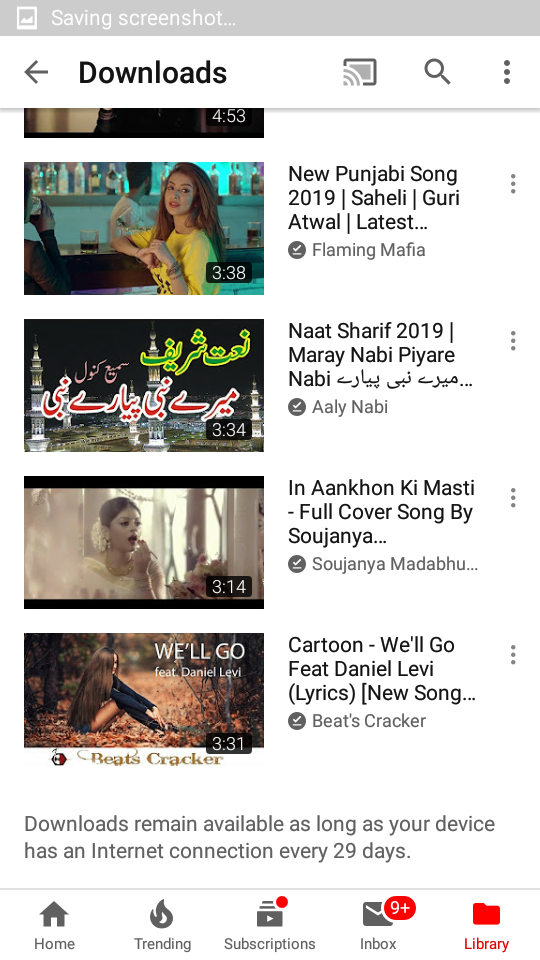 Saving screenshot...
Downloads
4:53
3:38
New Punjabi Song
2019 | Saheli | Guri
Atwal | Latest...
Flaming Mafia
نعت شریف
سمیع کنول
میرے نبی پیارے نبی
3:34
Naat Sharif 2019 |
Maray Nabi Piyare
Nabi میرے نبی پیارے...
Aaly Nabi
3:14
In Aankhon Ki Masti
- Full Cover Song By
Soujanya...
Soujanya Madabhu...
WE'LL GO
feat. Daniel Levi
3:31
Beats Cracker
Cartoon - We'll Go
Feat Daniel Levi
(Lyrics) [New Song...
Beat's Cracker
Downloads remain available as long as your device
has an Internet connection every 29 days.
9+
Home Trending Subscriptions Inbox Library